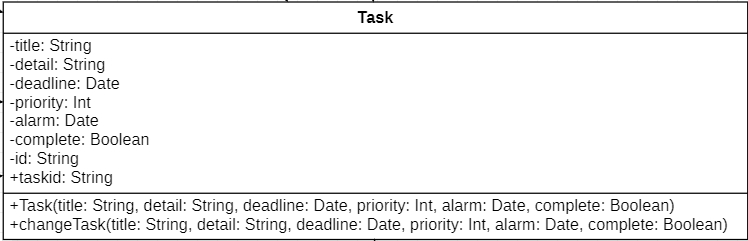 Task
-title: String
-detail: String
-deadline: Date
-priority: Int
-alarm: Date
-complete: Boolean
-id: String
+taskid: String
+Task(title: String, detail: String, deadline: Date, priority: Int, alarm: Date, complete: Boolean)
+changeTask(title: String, detail: String, deadline: Date, priority: Int, alarm: Date, complete: Boolean)